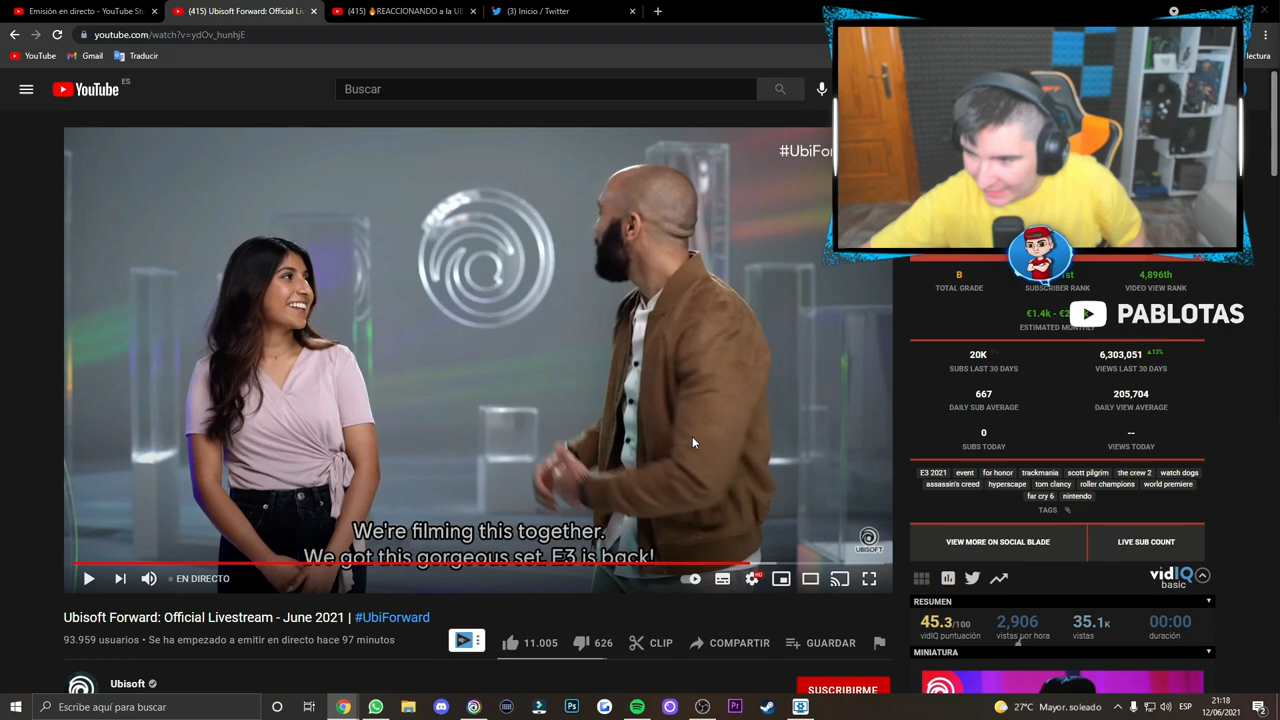 Emisión en directo - YouTube St
(415) Ubisoft Forward: Official Liv
(415) 🔥REACCIONANDO a la UB
(3) Inicio / Twitter
youtube.com/watch?v=ydOv_hunhjE
YouTube
Gmail
Traducir
lectura
YouTube ES
Buscar
#UbiFor
B
TOTAL GRADE
SUBSCRIBER RANK
4,896th
VIDEO VIEW RANK
PABLOTAS
ESTIMATED MONTHLY
20K
SUBS LAST 30 DAYS
6,303,051 ▲13%
VIEWS LAST 30 DAYS
667
DAILY SUB AVERAGE
205,704
DAILY VIEW AVERAGE
0
SUBS TODAY
--
VIEWS TODAY
E3 2021 event for honor trackmania scott pilgrim the crew 2 watch dogs
assassin's creed hyperscape tom clancy roller champions world premiere
far cry 6 nintendo
TAGS
VIEW MORE ON SOCIAL BLADE
LIVE SUB COUNT
We're filming this together.
We got this gorgeous set. E3 is back!
UBISOFT
EN DIRECTO
vidIQ
basic
RESUMEN
45.3/100
vidIQ puntuación
2,906
vistas por hora
35.1K
vistas
00:00
duración
MINIATURA
Ubisoft Forward: Official Livestream - June 2021 | #UbiForward
93.959 usuarios • Se ha empezado a emitir en directo hace 97 minutos
11.005
626
CLIP
COMPARTIR
GUARDAR
Ubisoft
SUSCRIBIRME
Escribe aquí para buscar
27°C Mayor. soleado
ESP
21:18
12/06/2021